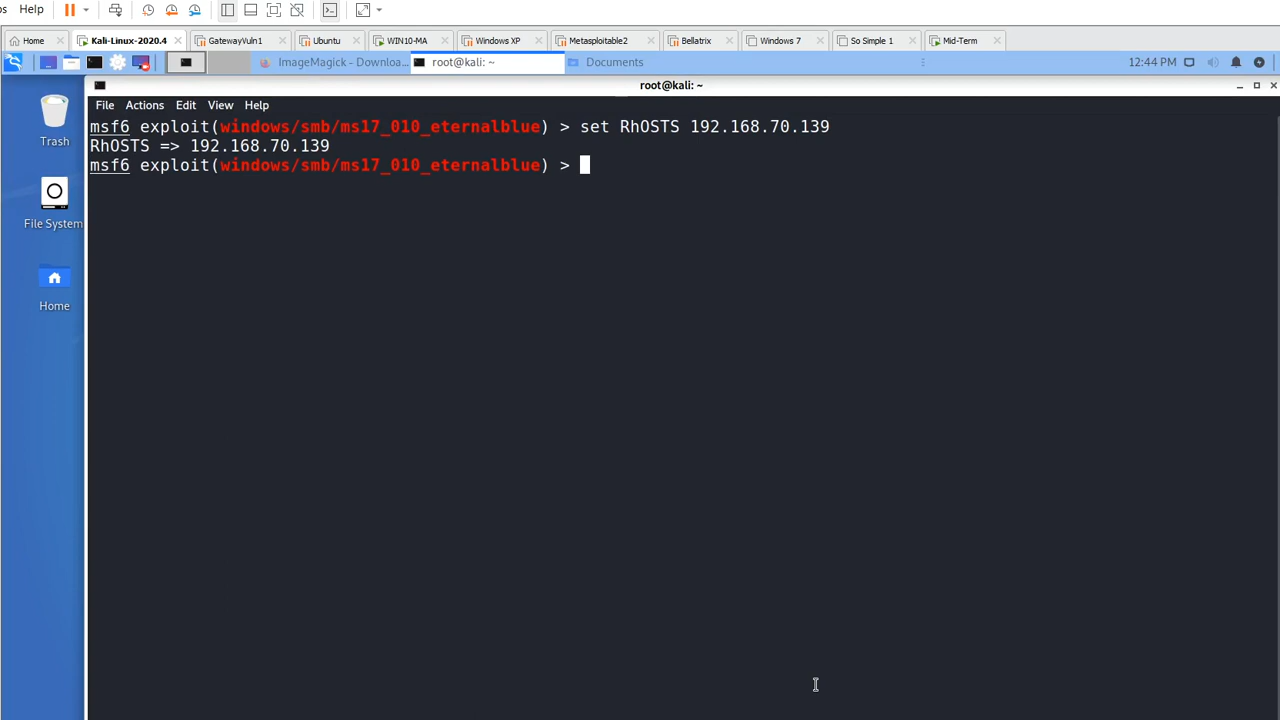 Help
Home
Kali-Linux-2020.4
GatewayVuln1
Ubuntu
WIN10-MA
Windows XP
Metasploitable2
Bellatrix
Windows 7
So Simple 1
Mid-Term
ImageMagick - Downloa...
root@kali: ~
Documents
12:44 PM
root@kali: ~
File Actions Edit View Help
msf6 exploit(windows/smb/ms17_010_eternalblue) > set RhOSTS 192.168.70.139
RhOSTS => 192.168.70.139
msf6 exploit(windows/smb/ms17_010_eternalblue) >
Trash
File System
Home